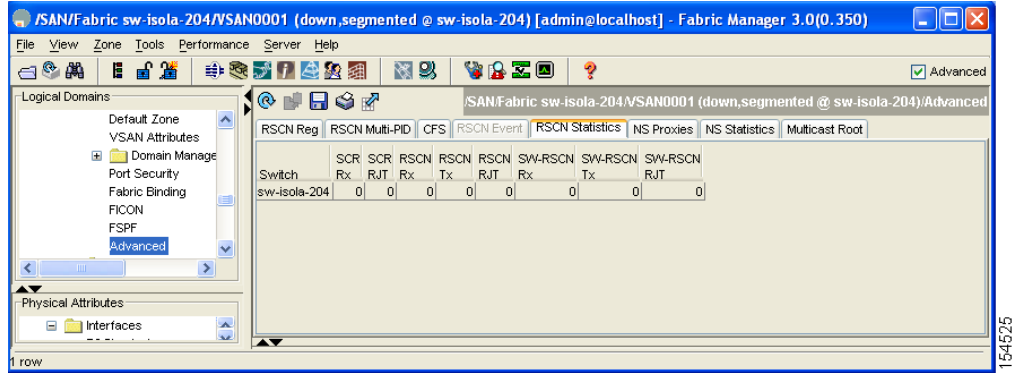 /SAN/Fabric sw-isola-204/VSAN0001 (down,segmented @ sw-isola-204) [admin@localhost] - Fabric Manager 3.0(0.350)
File View Zone Tools Performance Server Help
Advanced
Logical Domains
/SAN/Fabric sw-isola-204/VSAN0001 (down,segmented @ sw-isola-204)/Advanced
Default Zone
VSAN Attributes
Domain Manage
Port Security
Fabric Binding
FICON
FSPF
Advanced
RSCN Reg RSCN Multi-PID CFS RSCN Event RSCN Statistics NS Proxies NS Statistics Multicast Root
SCR SCR RSCN RSCN RSCN SW-RSCN SW-RSCN SW-RSCN
Switch Rx RJT Rx Tx RJT Rx Tx RJT
sw-isola-204 0 0 0 0 0 0 0 0
Physical Attributes
Interfaces
1 row
154525